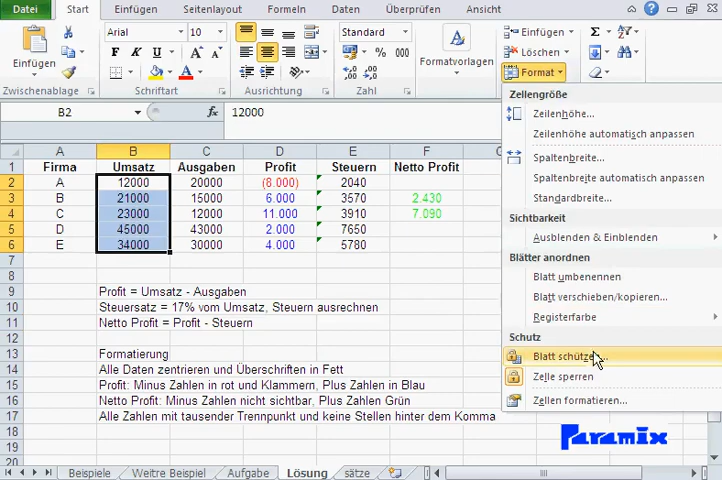 Datei Start Einfügen Seitenlayout Formeln Daten Überprüfen Ansicht
Einfügen
Zwischenablage
Arial 10
F K U
Schriftart
Ausrichtung
Standard
% 000
Zahl
Formatvorlagen
Einfügen
Löschen
Format
B2 fx 12000
A B C D E F
1 Firma Umsatz Ausgaben Profit Steuern Netto Profit
2 A 12000 20000 (8.000) 2040
3 B 21000 15000 6.000 3570 2.430
4 C 23000 12000 11.000 3910 7.090
5 D 45000 43000 2.000 7650
6 E 34000 30000 4.000 5780
7
8
9 Profit = Umsatz - Ausgaben
10 Steuersatz = 17% vom Umsatz, Steuern ausrechnen
11 Netto Profit = Profit - Steuern
12
13 Formatierung
14 Alle Daten zentrieren und Überschriften in Fett
15 Profit: Minus Zahlen in rot und Klammern, Plus Zahlen in Blau
16 Netto Profit: Minus Zahlen nicht sichtbar, Plus Zahlen Grün
17 Alle Zahlen mit tausender Trennpunkt und keine Stellen hinter dem Komma
18
19
20
Zellengröße
Zeilenhöhe...
Zeilenhöhe automatisch anpassen
Spaltenbreite...
Spaltenbreite automatisch anpassen
Standardbreite...
Sichtbarkeit
Ausblenden & Einblenden
Blätter anordnen
Blatt umbenennen
Blatt verschieben/kopieren...
Registerfarbe
Schutz
Blatt schützen...
Zelle sperren
Zellen formatieren...
Paramix
Beispiele Weitre Beispiel Aufgabe Lösung sätze